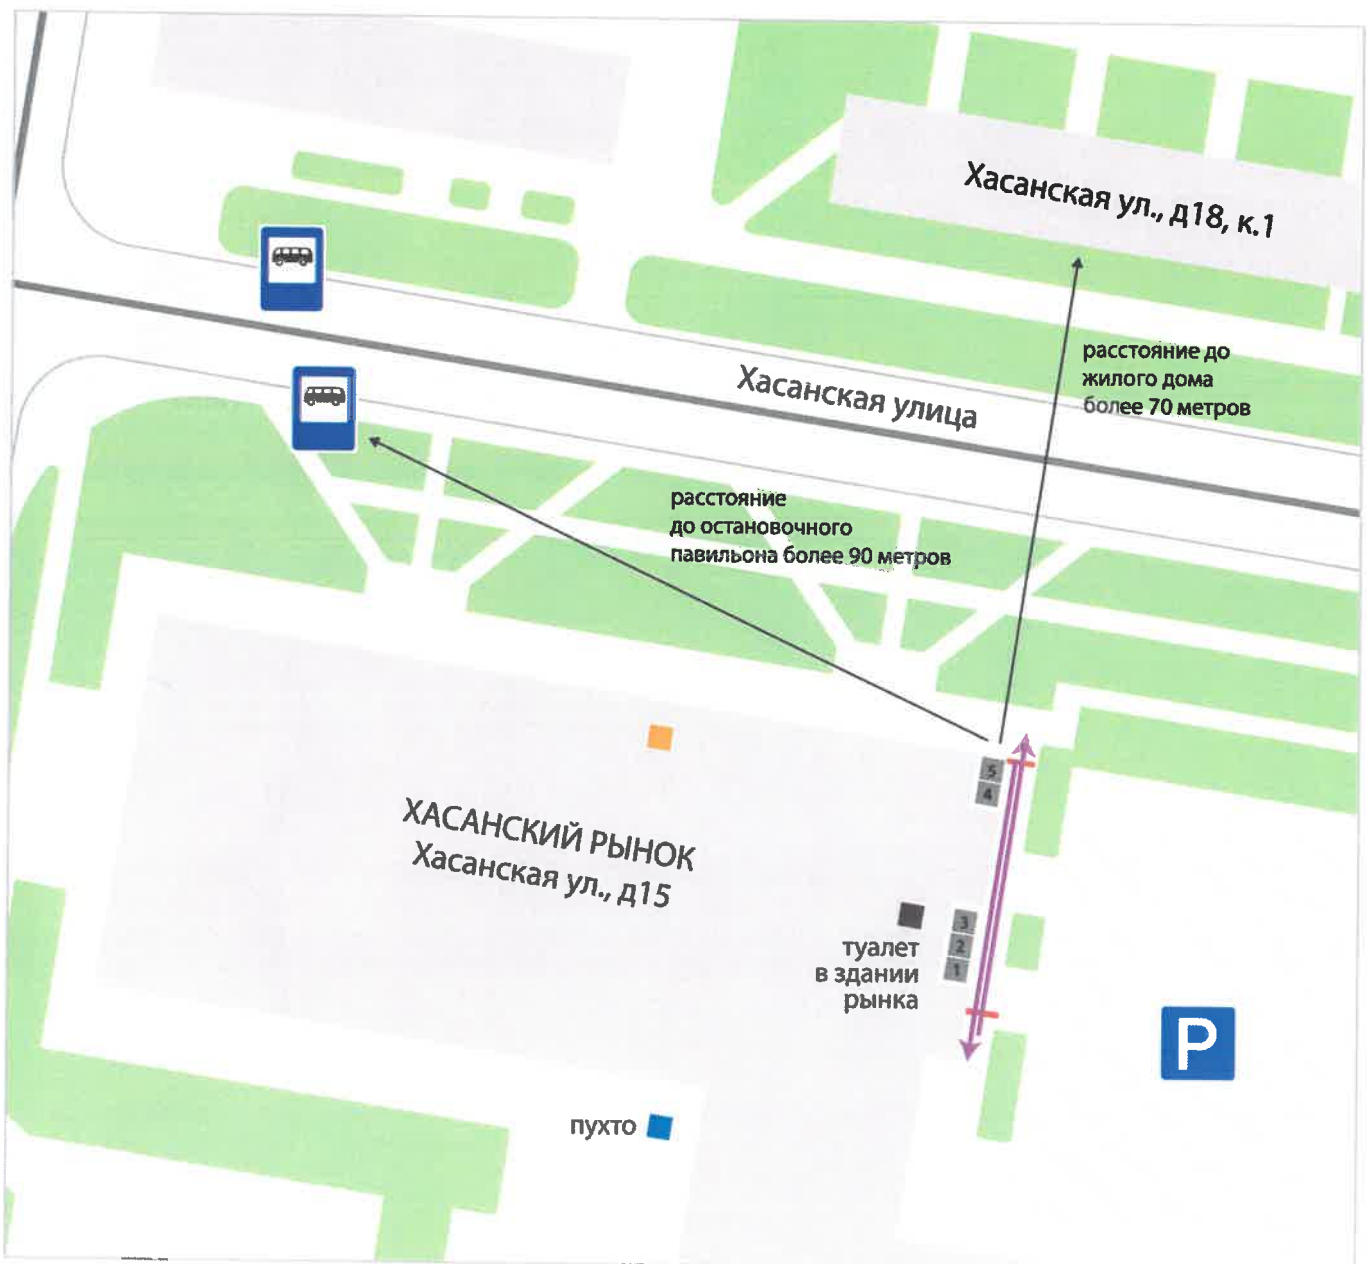 Хасанская ул., д18, к.1
расстояние до
жилого дома
более 70 метров
Хасанская улица
расстояние
до остановочного
павильона более 90 метров
5
4
ХАСАНСКИЙ РЫНОК
Хасанская ул., д15
3
2
1
туалет
в здании
рынка
P
пухто